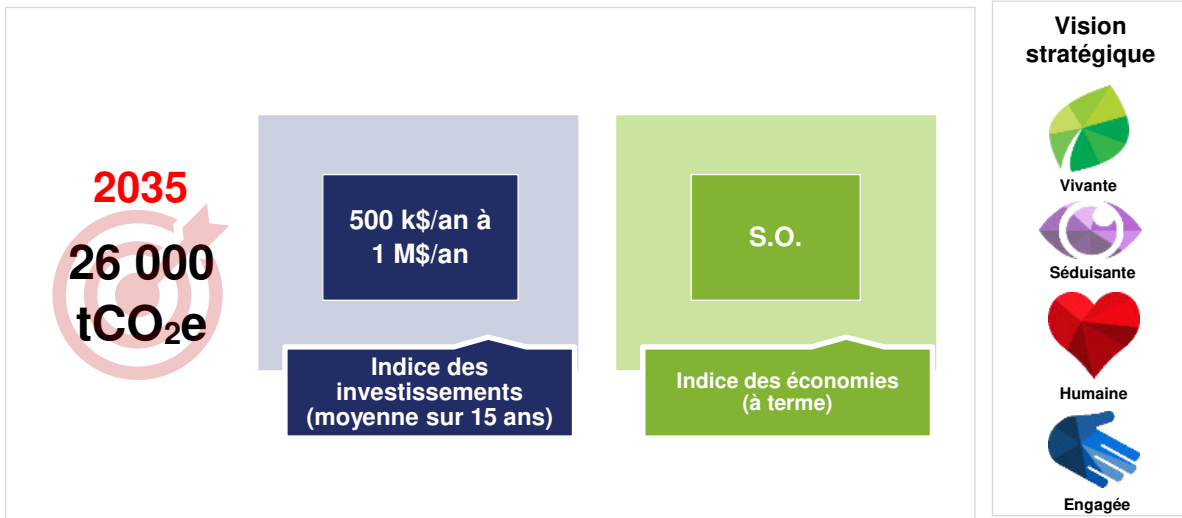 2035
26 000
tCO₂e
500 k$/an à
1 M$/an
Indice des
investissements
(moyenne sur 15 ans)
S.O.
Indice des économies
(à terme)
Vision
stratégique
Vivante
Séduisante
Humaine
Engagée